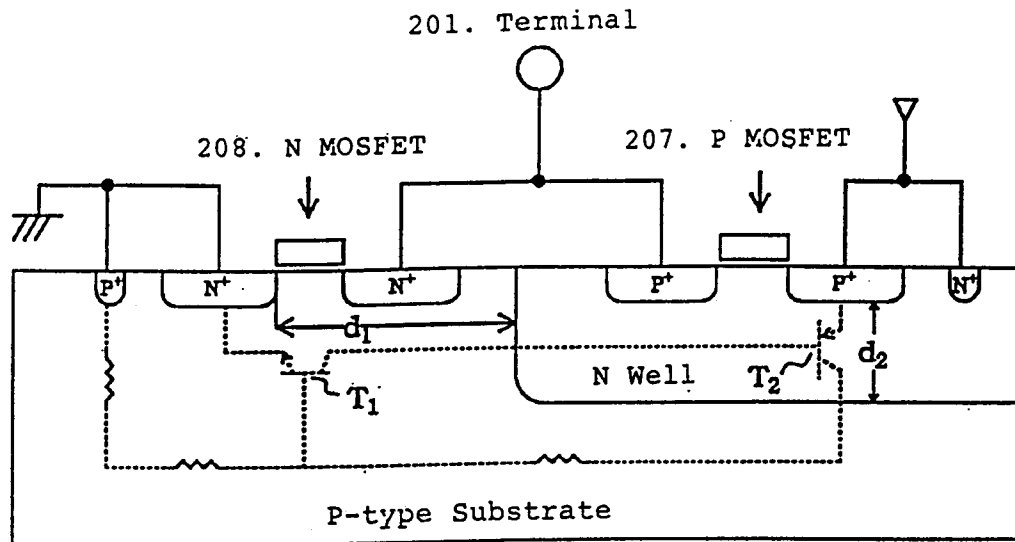 201. Terminal
208. N MOSFET
207. P MOSFET
P+ N+ N+ P+ P+ N+
d1
d2
N Well
T1
T2
P-type Substrate